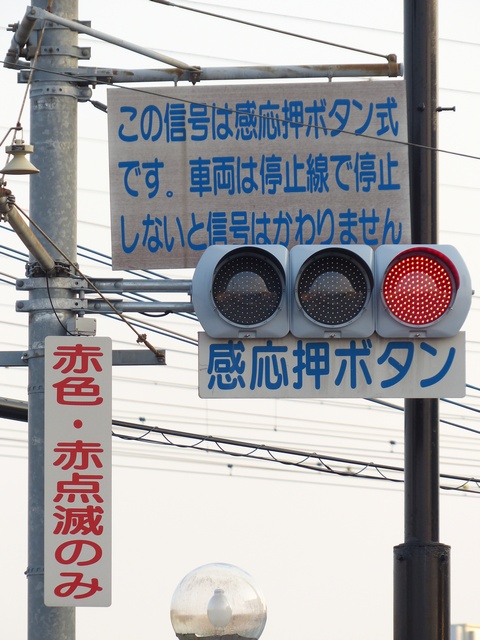 この信号は感応押ボタン式
です。車両は停止線で停止
しないと信号はかわりません
感応押ボタン
赤色・赤点滅のみ